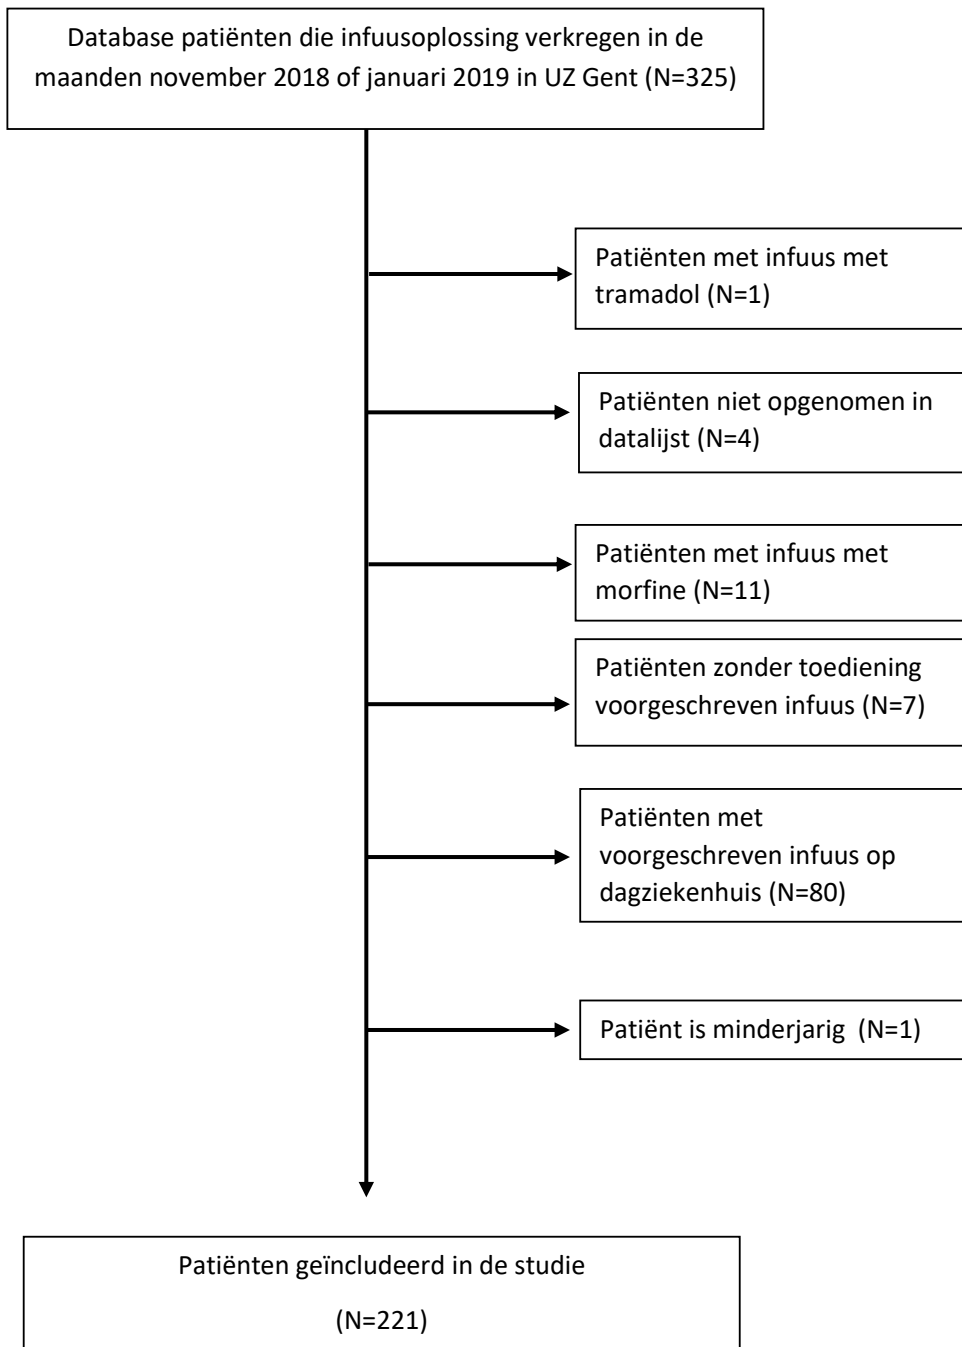 Database patiënten die infuusoplossing verkregen in de
maanden november 2018 of januari 2019 in UZ Gent (N=325)
Patiënten met infuus met
tramadol (N=1)
Patiënten niet opgenomen in
datalijst (N=4)
Patiënten met infuus met
morfine (N=11)
Patiënten zonder toediening
voorgeschreven infuus (N=7)
Patiënten met
voorgeschreven infuus op
dagziekenhuis (N=80)
Patiënt is minderjarig  (N=1)
Patiënten geïncludeerd in de studie
(N=221)